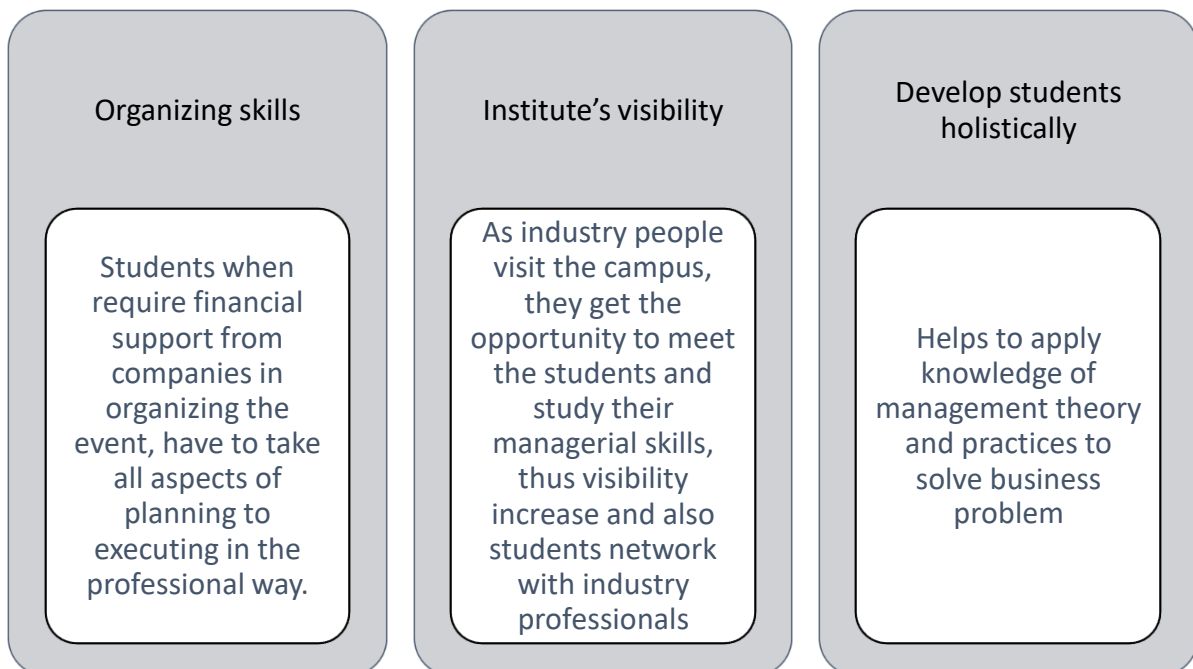 Organizing skills
Students when
require financial
support from
companies in
organizing the
event, have to take
all aspects of
planning to
executing in the
professional way.
Institute’s visibility
As industry people
visit the campus,
they get the
opportunity to meet
the students and
study their
managerial skills,
thus visibility
increase and also
students network
with industry
professionals
Develop students
holistically
Helps to apply
knowledge of
management theory
and practices to
solve business
problem